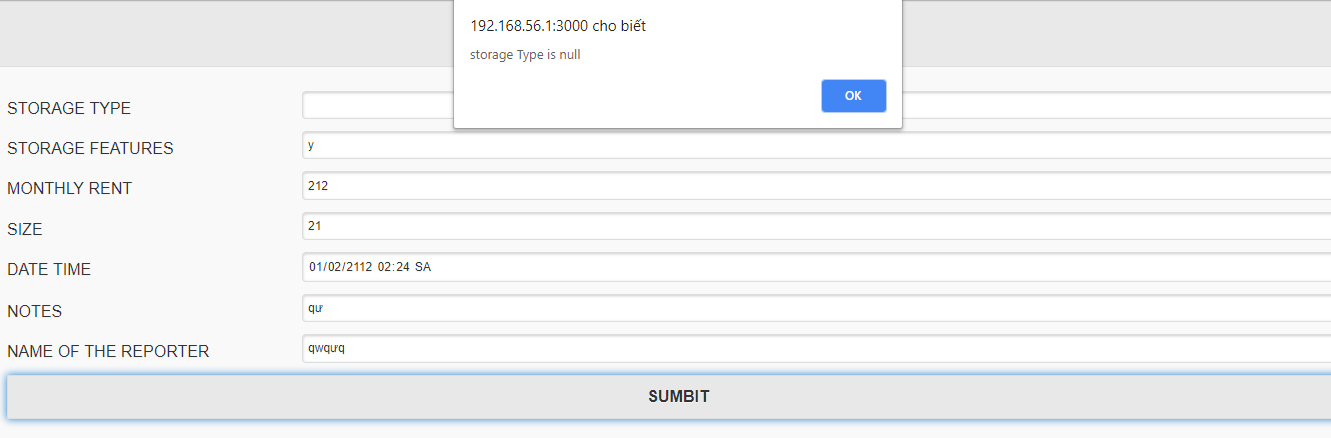 192.168.56.1:3000 cho biết
storage Type is null
OK
STORAGE TYPE
STORAGE FEATURES y
MONTHLY RENT 212
SIZE 21
DATE TIME 01/02/2112 02:24 SA
NOTES qư
NAME OF THE REPORTER qwqưq
SUMBIT